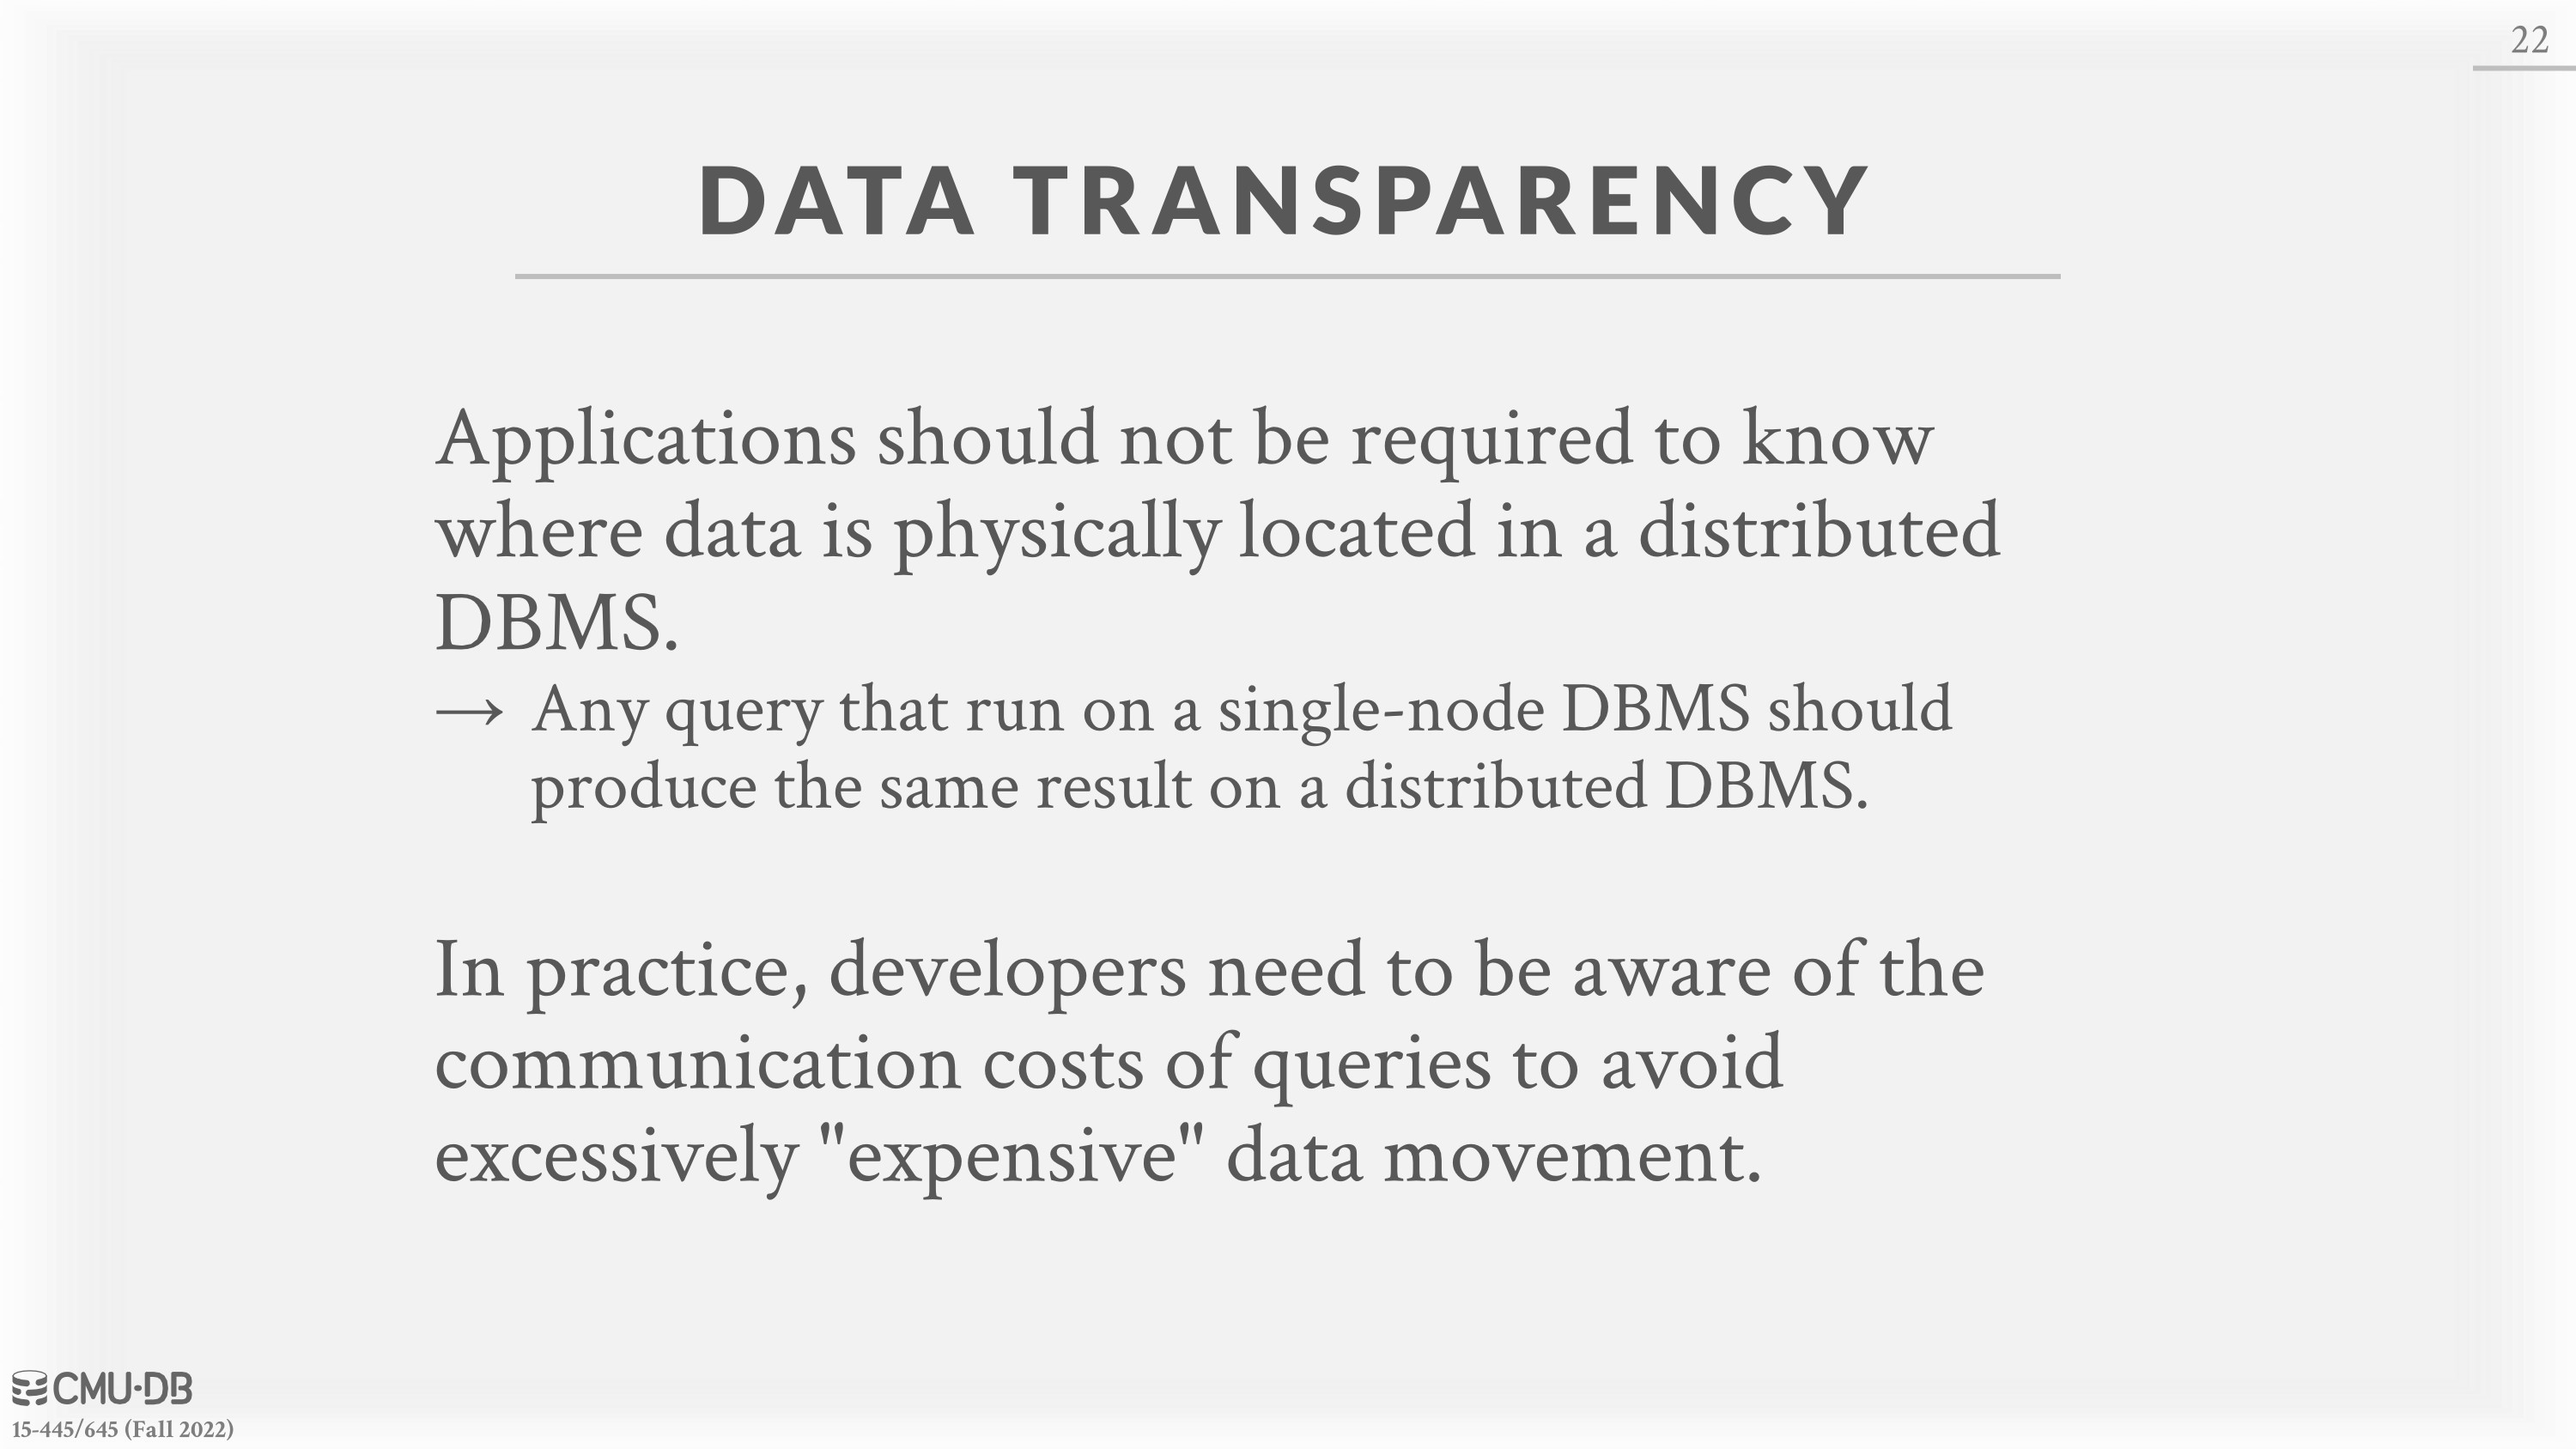 22
DATA TRANSPARENCY
Applications should not be required to know
where data is physically located in a distributed
DBMS.
→ Any query that run on a single-node DBMS should
produce the same result on a distributed DBMS.
In practice, developers need to be aware of the
communication costs of queries to avoid
excessively "expensive" data movement.
CMU·DB
15-445/645 (Fall 2022)